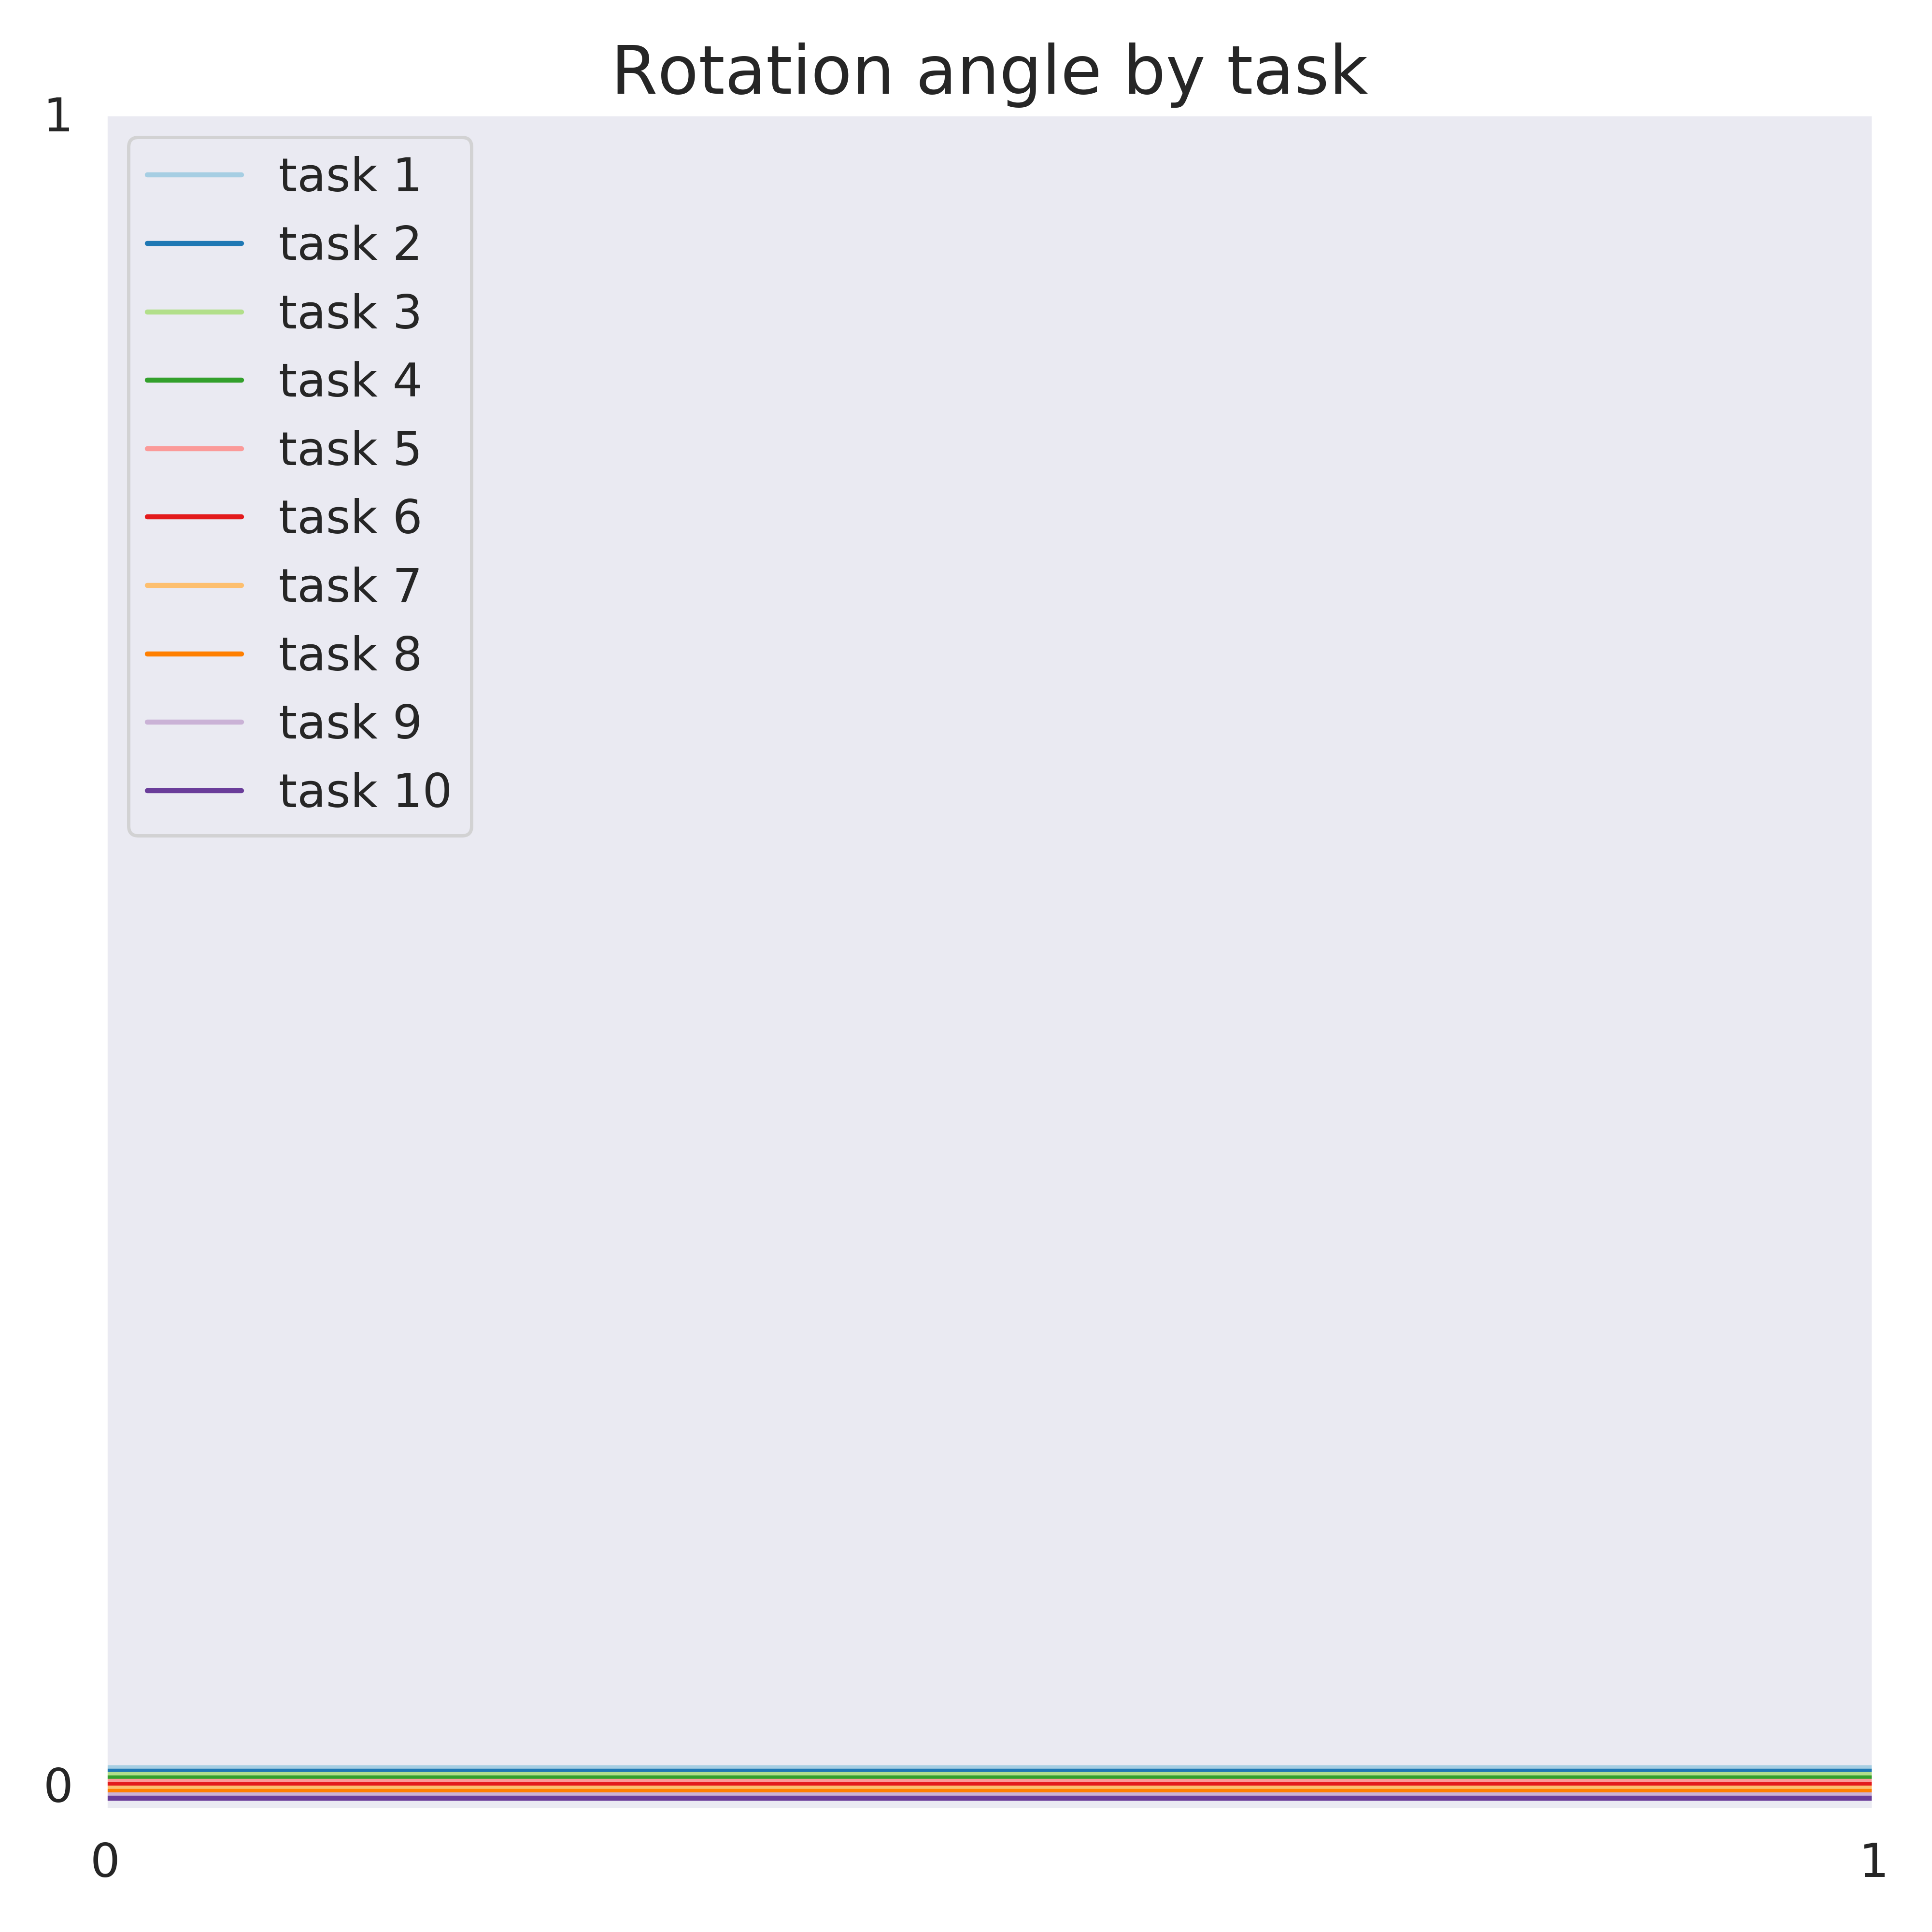 Rotation angle by task
1
task 1
task 2
task 3
task 4
task 5
task 6
task 7
task 8
task 9
task 10
0
0 1